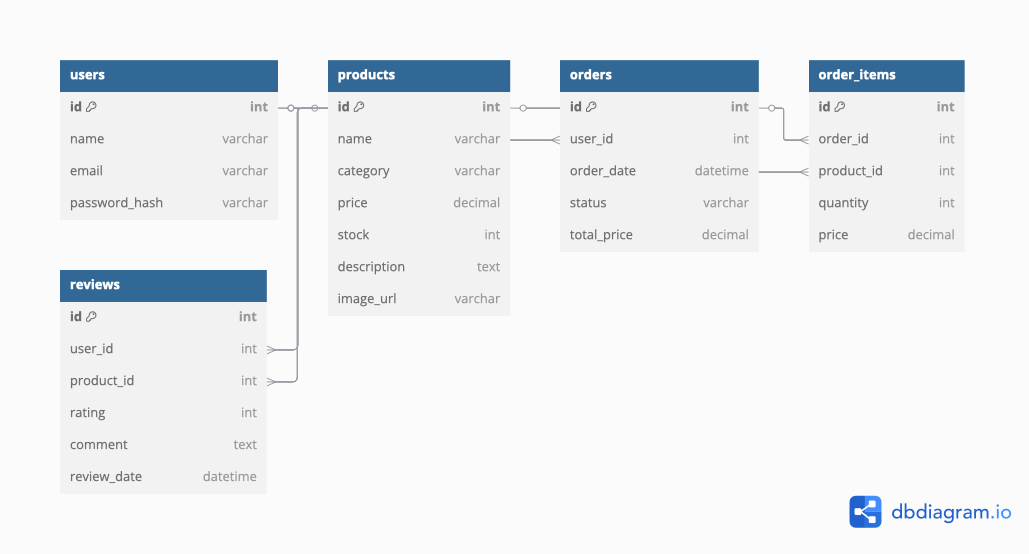 users
id int
name varchar
email varchar
password_hash varchar
products
id int
name varchar
category varchar
price decimal
stock int
description text
image_url varchar
orders
id int
user_id int
order_date datetime
status varchar
total_price decimal
order_items
id int
order_id int
product_id int
quantity int
price decimal
reviews
id int
user_id int
product_id int
rating int
comment text
review_date datetime
dbdiagram.io